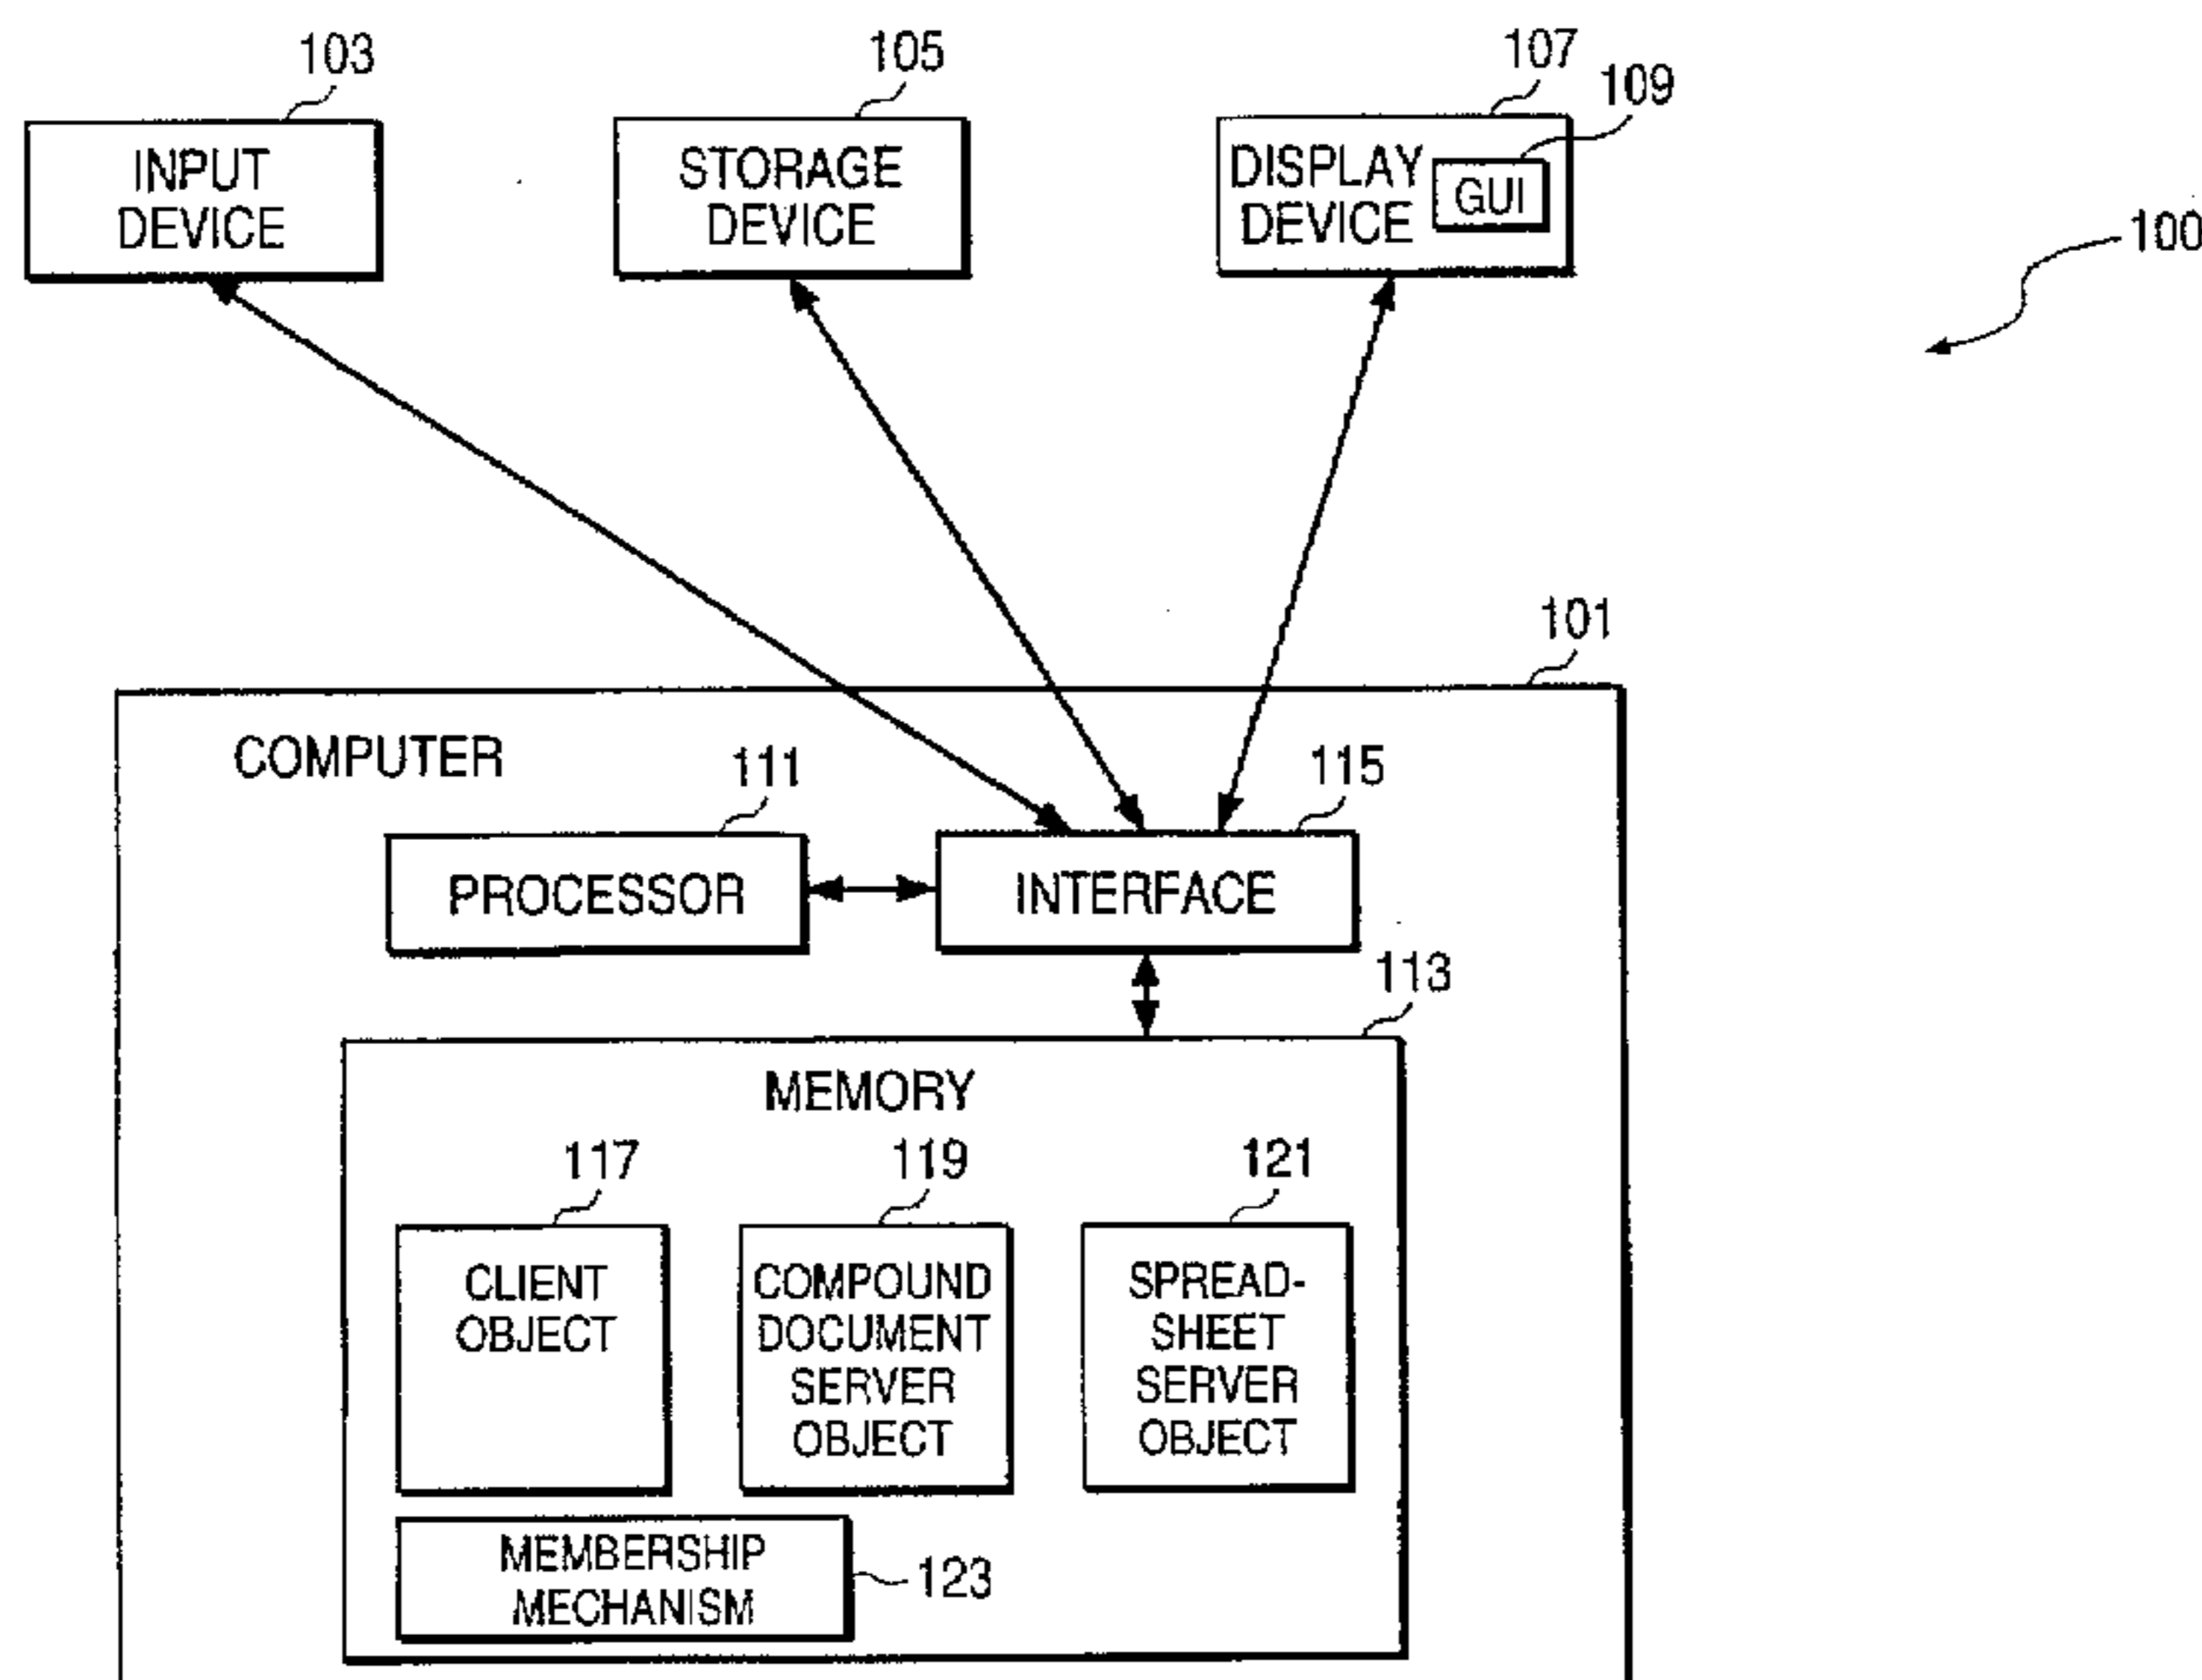 103
105
107
109
INPUT
DEVICE
STORAGE
DEVICE
DISPLAY
DEVICE
GUI
100
101
COMPUTER
111
115
PROCESSOR
INTERFACE
113
MEMORY
117
119
121
CLIENT
OBJECT
COMPOUND
DOCUMENT
SERVER
OBJECT
SPREAD-
SHEET
SERVER
OBJECT
MEMBERSHIP
MECHANISM
123